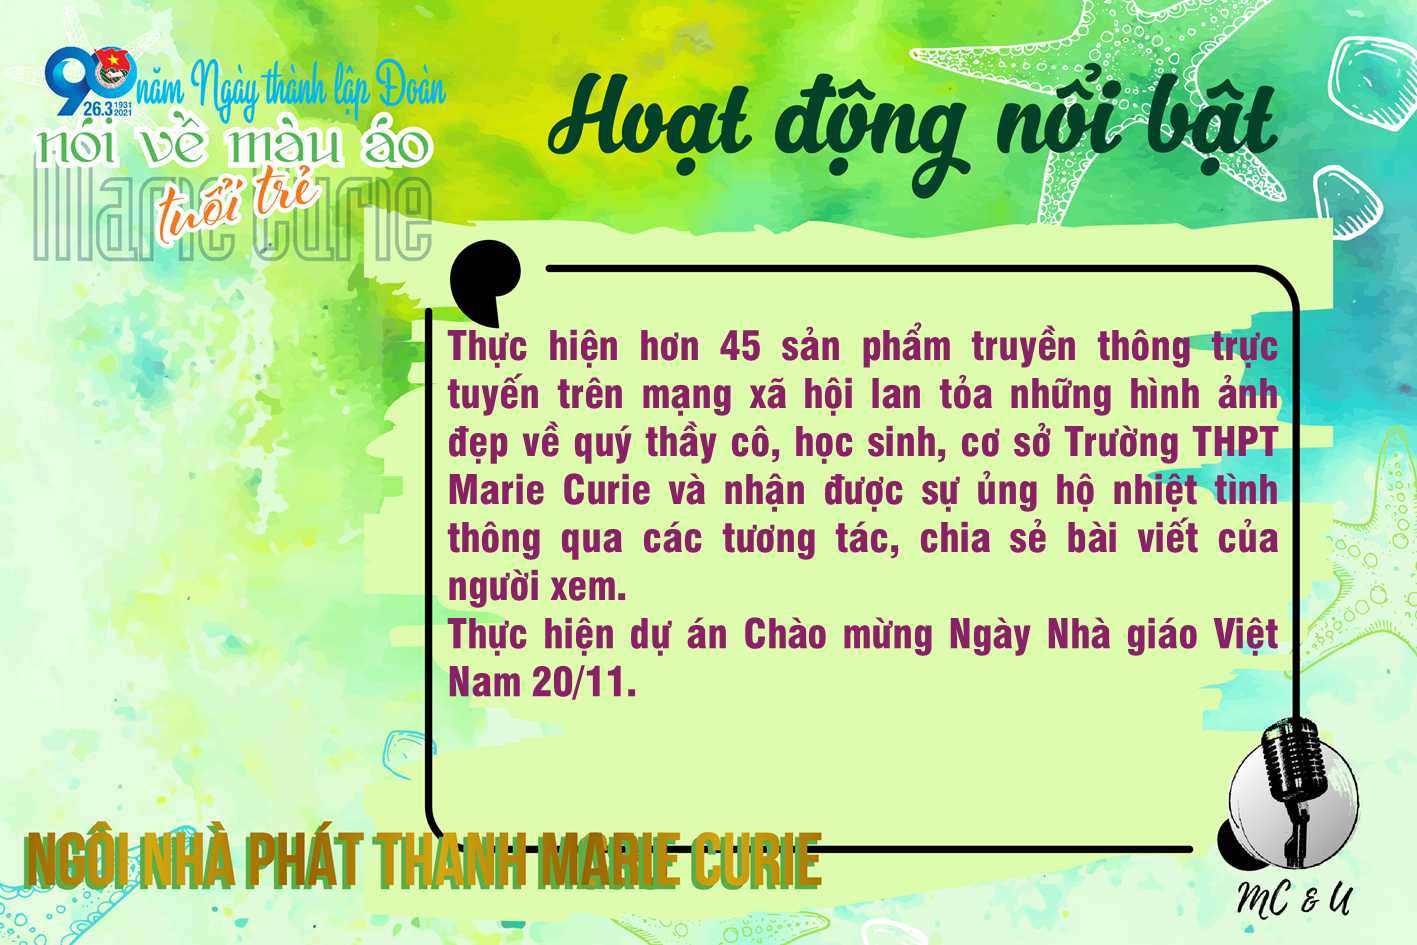 90 năm Ngày thành lập Đoàn
26.3 1931 2021
nói về màu áo
Marie Curie
tuổi trẻ
Hoạt động nổi bật
Thực hiện hơn 45 sản phẩm truyền thông trực
tuyến trên mạng xã hội lan tỏa những hình ảnh
đẹp về quý thầy cô, học sinh, cơ sở Trường THPT
Marie Curie và nhận được sự ủng hộ nhiệt tình
thông qua các tương tác, chia sẻ bài viết của
người xem.
Thực hiện dự án Chào mừng Ngày Nhà giáo Việt
Nam 20/11.
NGÔI NHÀ PHÁT THANH MARIE CURIE
MC & U